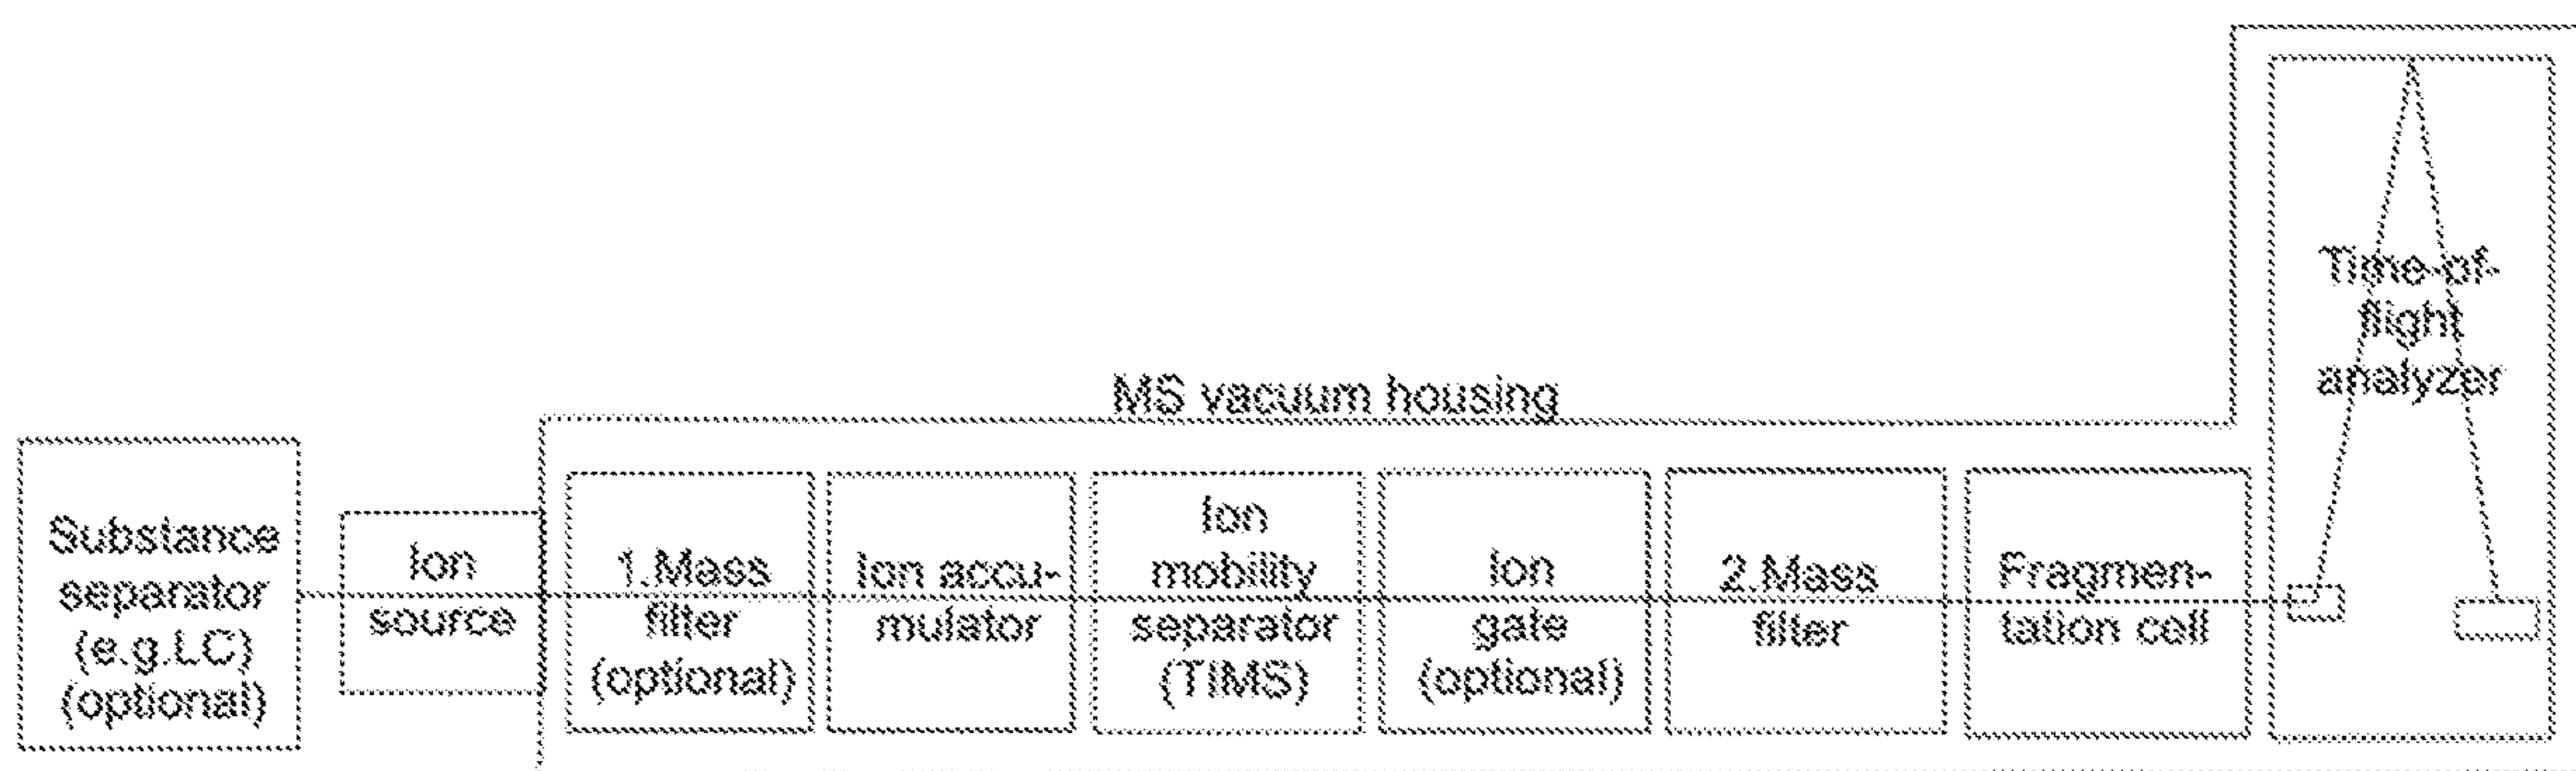 MS vacuum housing
Substance
separator
(e.g.LC)
(optional)
Ion
source
1.Mass
filter
(optional)
Ion accu-
mulator
Ion
mobility
separator
(TIMS)
Ion
gate
(optional)
2.Mass
filter
Fragmen-
tation cell
Time-of-
flight
analyzer